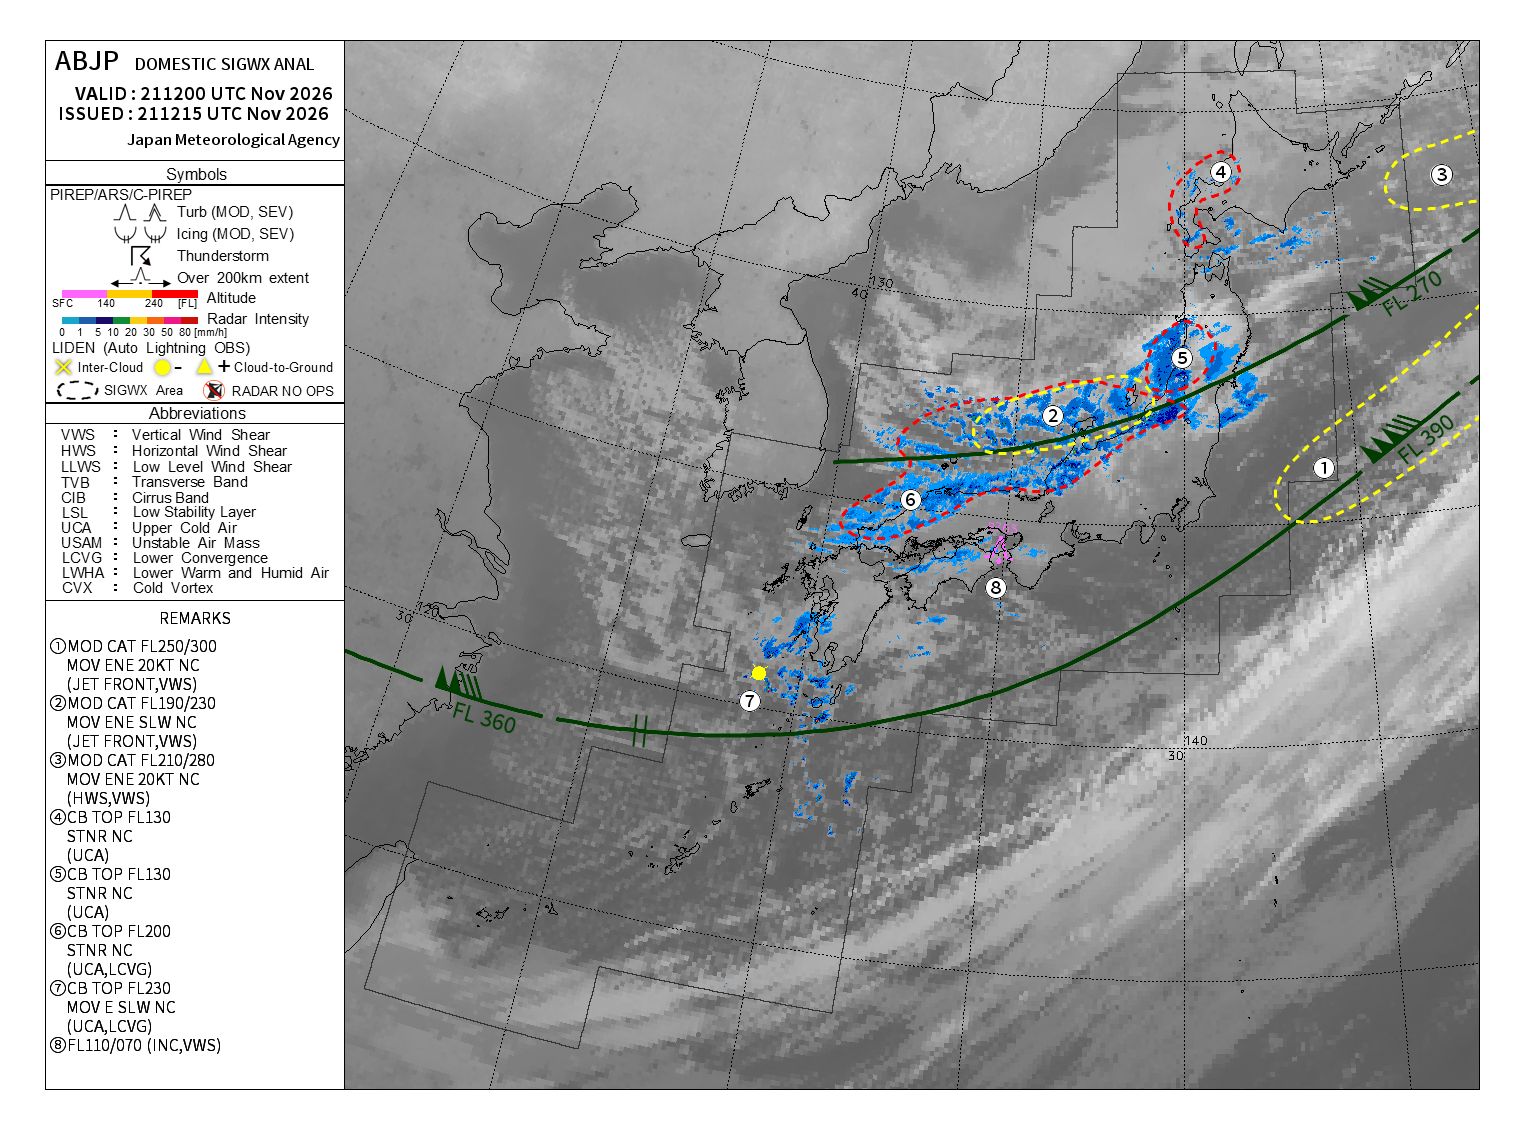 ABJP DOMESTIC SIGWX ANAL
VALID : 211200 UTC Nov 2026
ISSUED : 211215 UTC Nov 2026
Japan Meteorological Agency
Symbols
PIREP/ARS/C-PIREP
Turb (MOD, SEV)
Icing (MOD, SEV)
Thunderstorm
Over 200km extent
Altitude
SFC 140 240 [FL]
Radar Intensity
0 1 5 10 20 30 50 80 [mm/h]
LIDEN (Auto Lightning OBS)
Inter-Cloud - + Cloud-to-Ground
SIGWX Area RADAR NO OPS
Abbreviations
VWS : Vertical Wind Shear
HWS : Horizontal Wind Shear
LLWS : Low Level Wind Shear
TVB : Transverse Band
CIB : Cirrus Band
LSL : Low Stability Layer
UCA : Upper Cold Air
USAM : Unstable Air Mass
LCVG : Lower Convergence
LWHA : Lower Warm and Humid Air
CVX : Cold Vortex
REMARKS
①MOD CAT FL250/300
MOV ENE 20KT NC
(JET FRONT,VWS)
②MOD CAT FL190/230
MOV ENE SLW NC
(JET FRONT,VWS)
③MOD CAT FL210/280
MOV ENE 20KT NC
(HWS,VWS)
④CB TOP FL130
STNR NC
(UCA)
⑤CB TOP FL130
STNR NC
(UCA)
⑥CB TOP FL200
STNR NC
(UCA,LCVG)
⑦CB TOP FL230
MOV E SLW NC
(UCA,LCVG)
⑧FL110/070 (INC,VWS)
4
3
130
40
FL 270
5
2
FL 390
1
6
8
30
120
7
FL 360
140
30